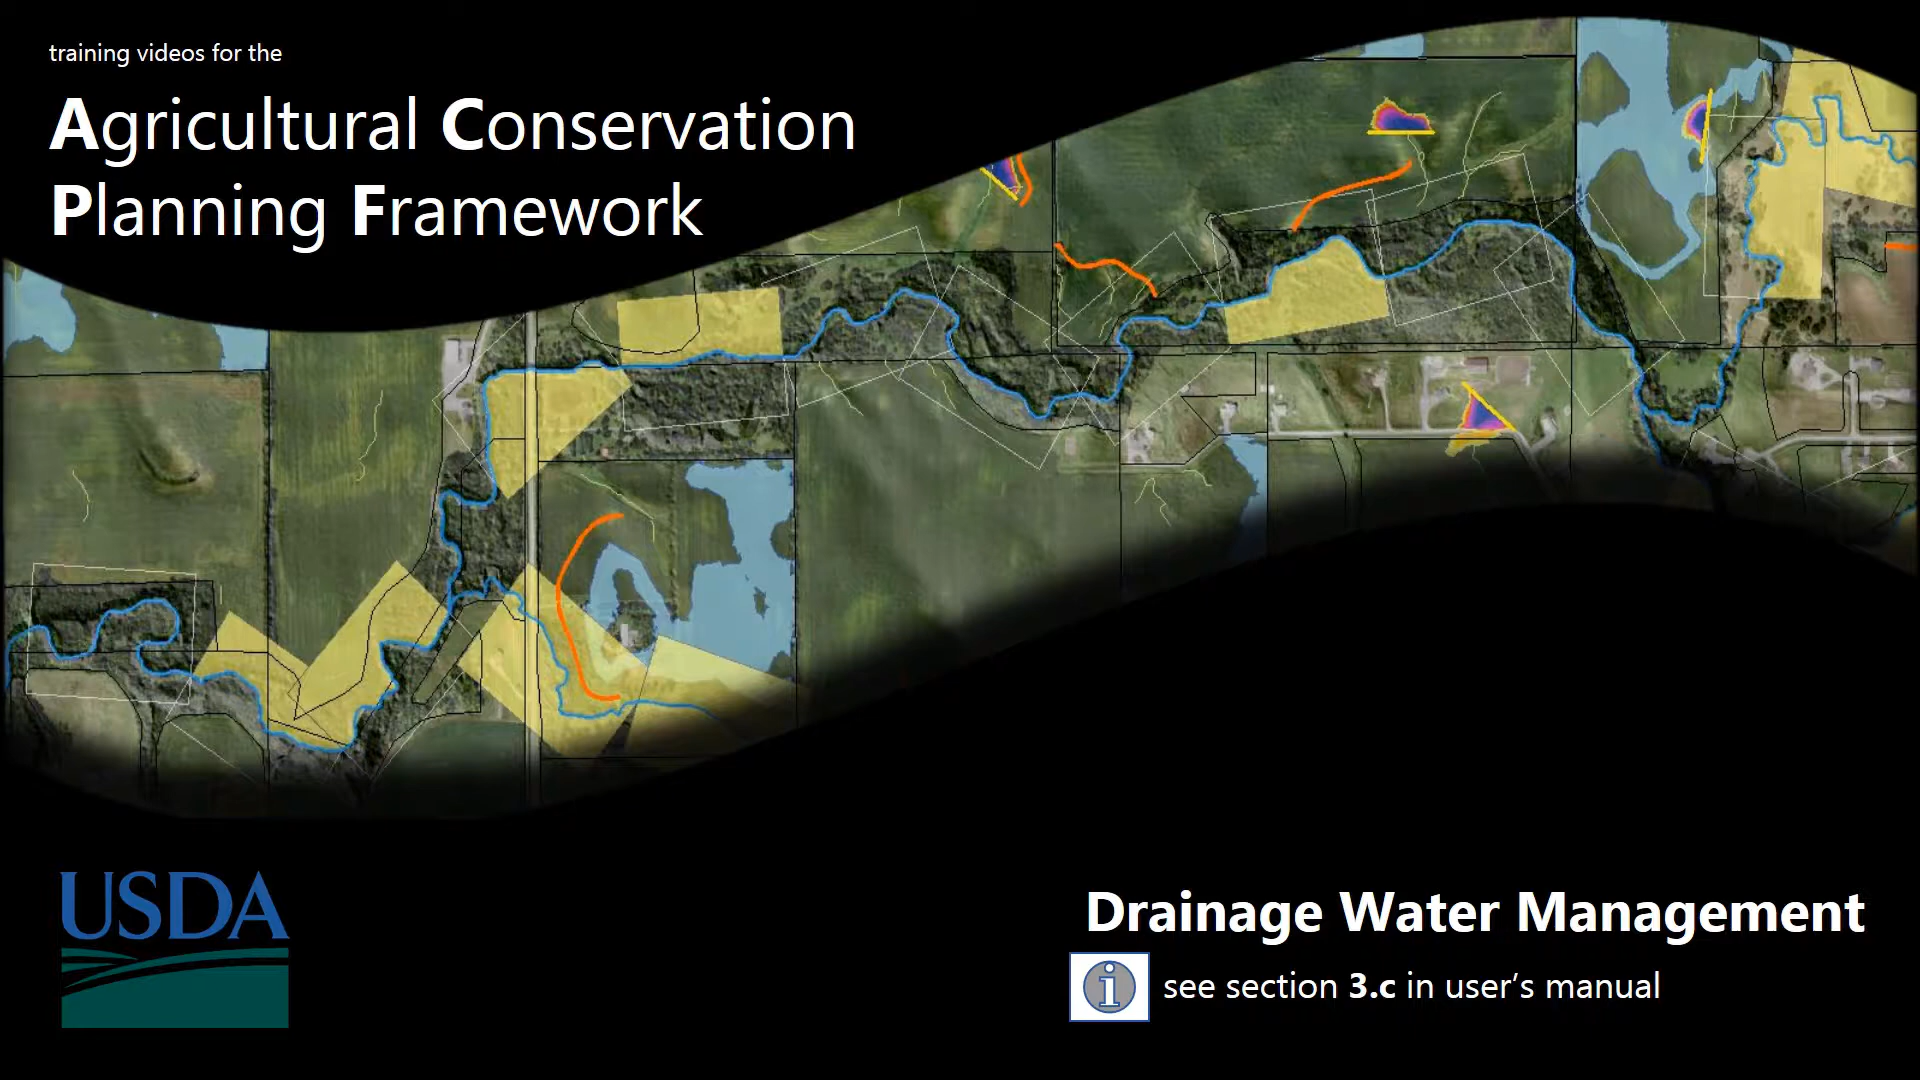 training videos for the
Agricultural Conservation
Planning Framework
USDA
Drainage Water Management
i see section 3.c in user’s manual